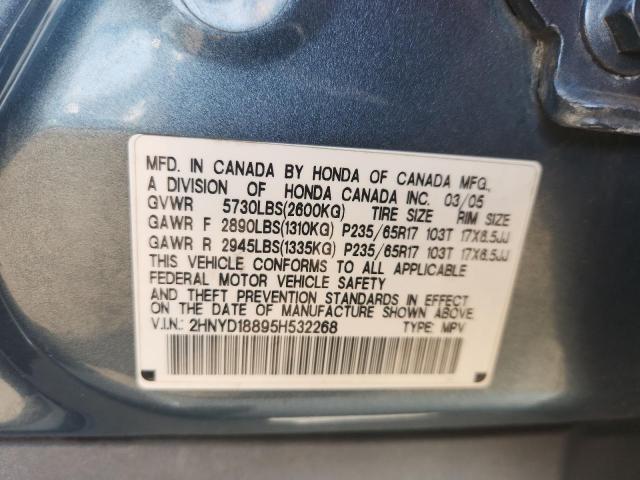 MFD. IN CANADA BY HONDA OF CANADA MFG.,
A DIVISION OF HONDA CANADA INC. 03/05
GVWR 5730LBS(2600KG) TIRE SIZE RIM SIZE
GAWR F 2890LBS(1310KG) P235/65R17 103T 17X6.5JJ
GAWR R 2945LBS(1335KG) P235/65R17 103T 17X6.5JJ
THIS VEHICLE CONFORMS TO ALL APPLICABLE
FEDERAL MOTOR VEHICLE SAFETY
AND THEFT PREVENTION STANDARDS IN EFFECT
ON THE DATE OF MANUFACTURE SHOWN ABOVE.
V.I.N.: 2HNYD18895H532268 TYPE: MPV